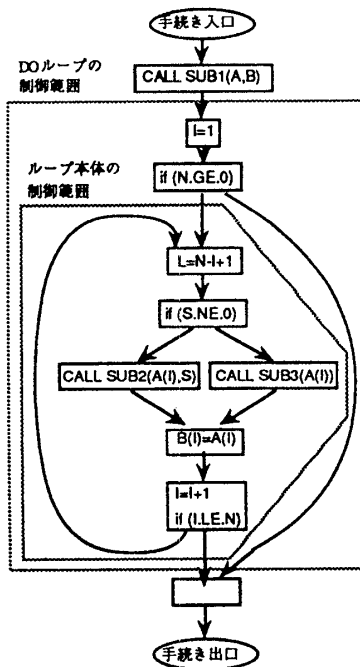 手続き入口
DOループの
制御範囲
CALL SUB1(A,B)
I=1
ループ本体の
制御範囲
if (N.GE.0)
L=N-I+1
if (S.NE.0)
CALL SUB2(A(I),S)
CALL SUB3(A(I))
B(I)=A(I)
I=I+1
if (I.LE.N)
手続き出口